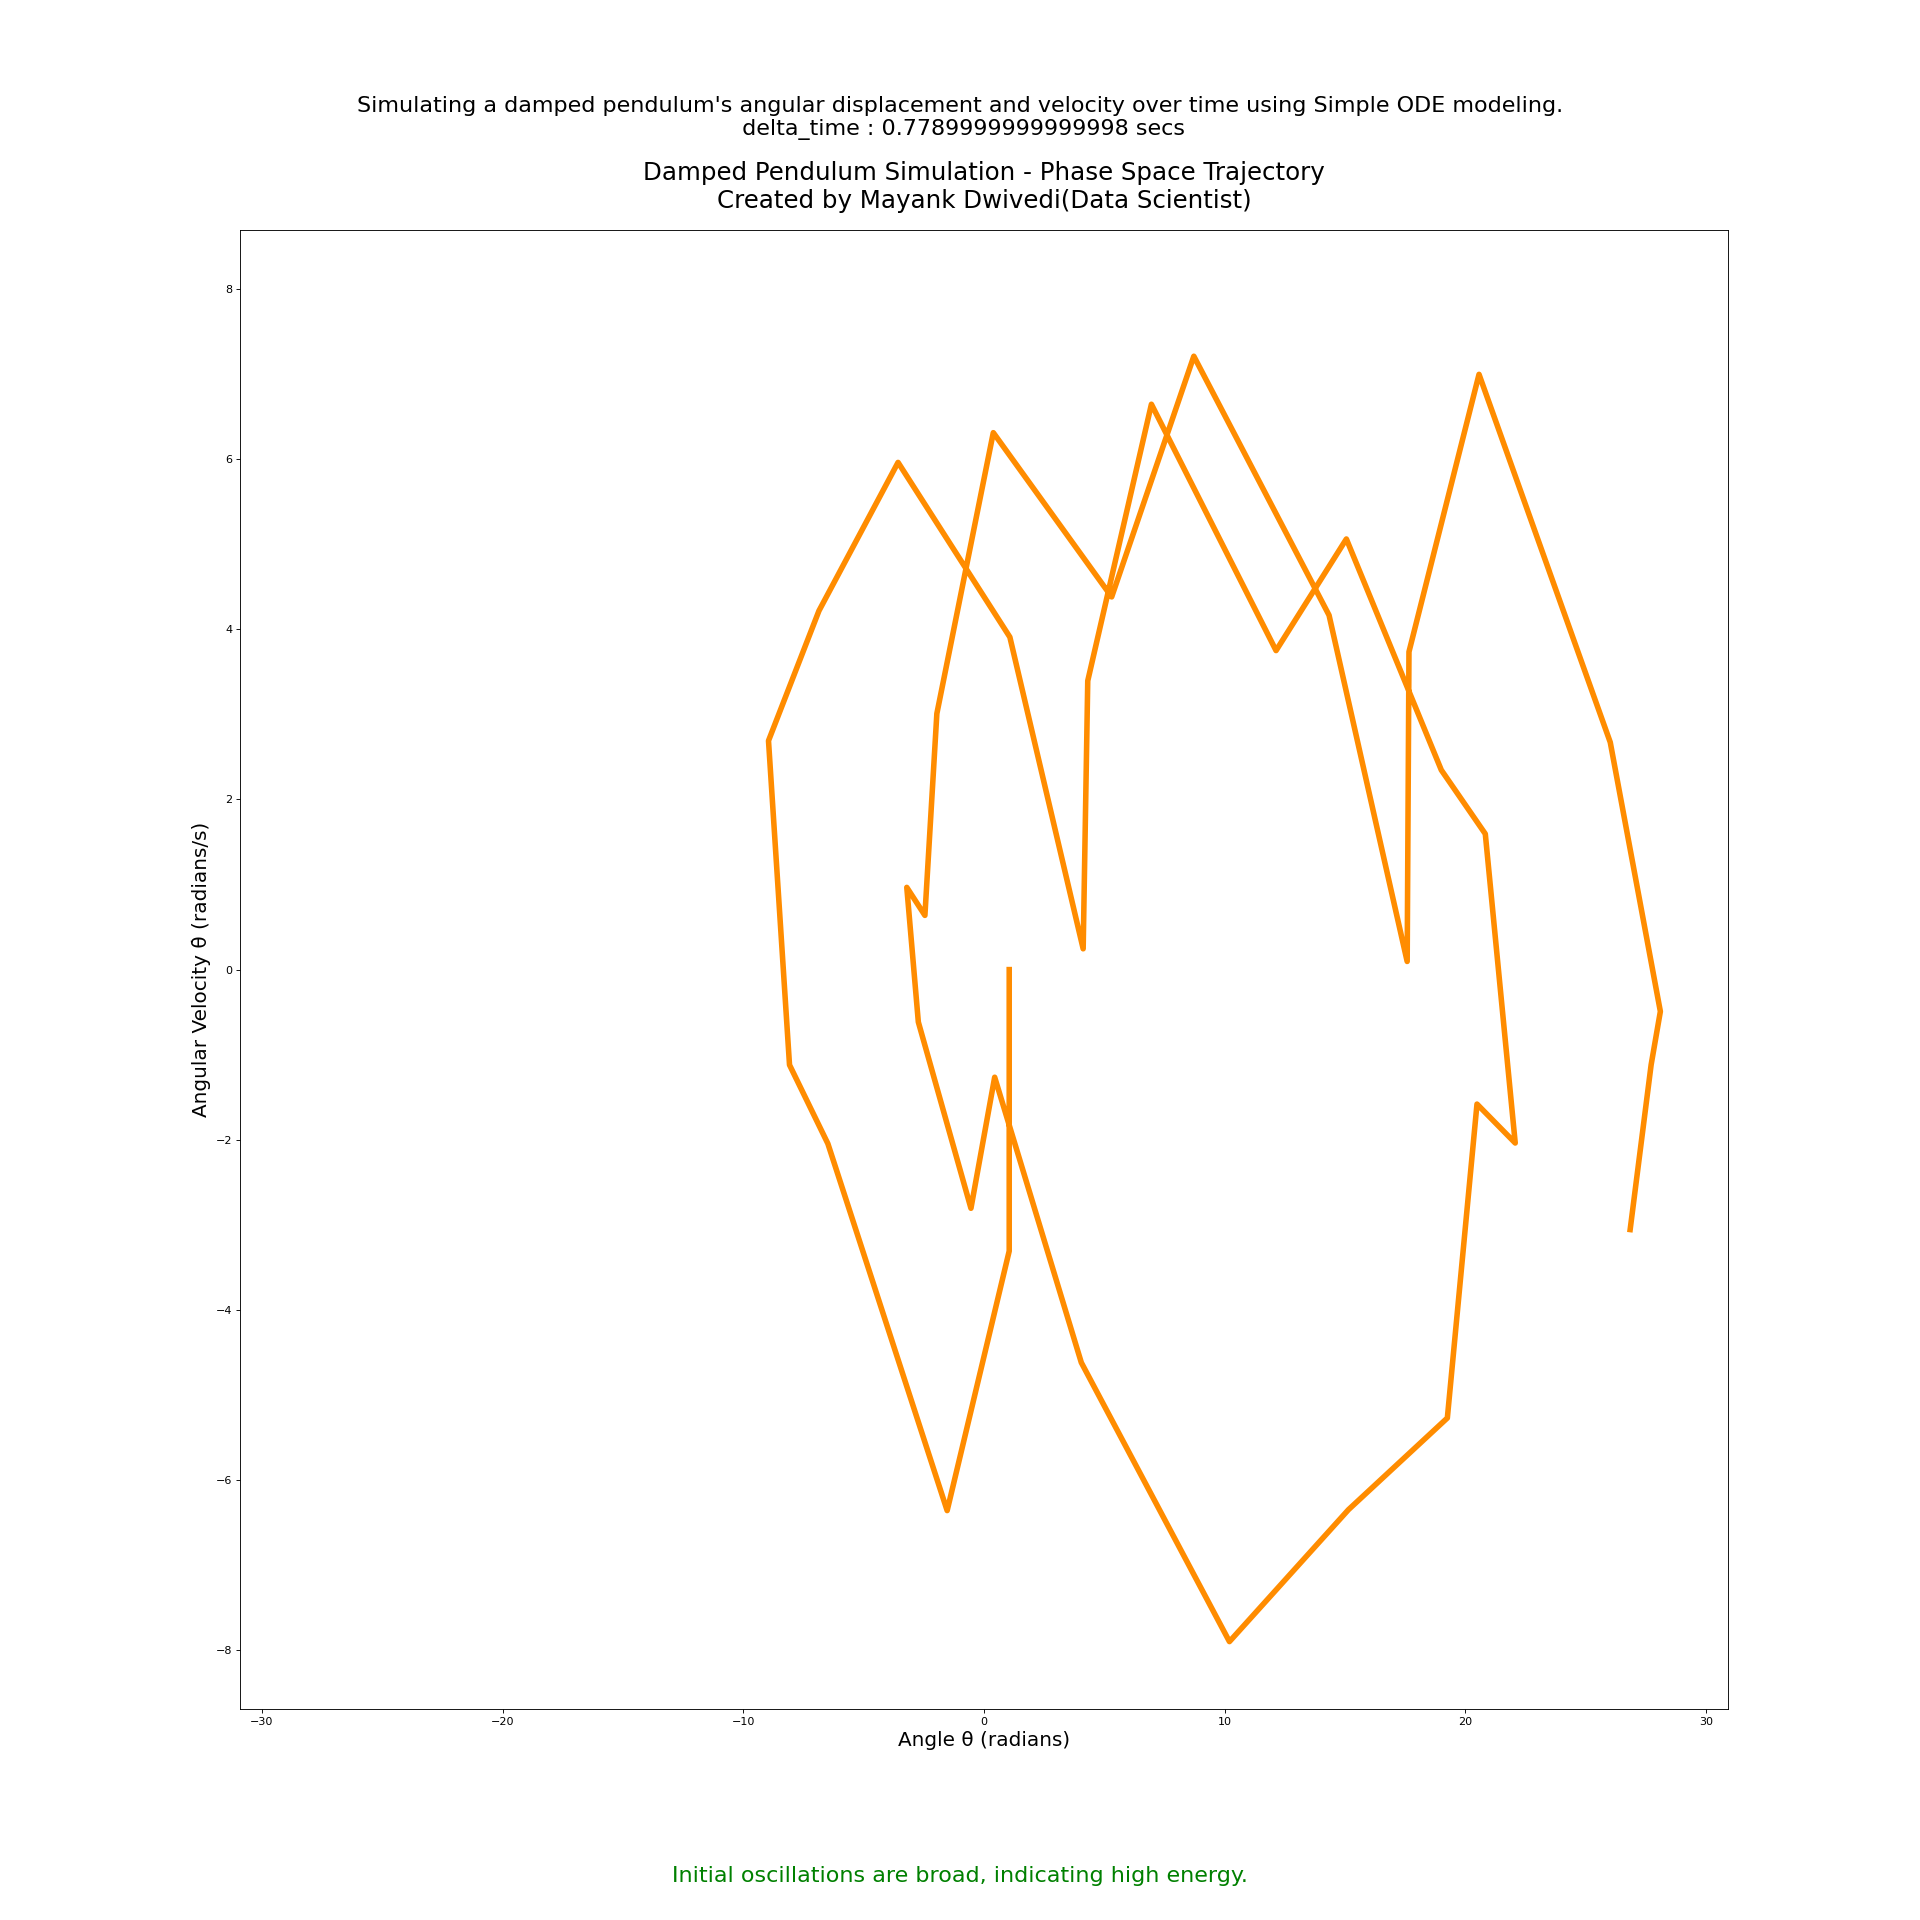 Simulating a damped pendulum's angular displacement and velocity over time using Simple ODE modeling.
delta_time : 0.7789999999999998 secs
Damped Pendulum Simulation - Phase Space Trajectory
Created by Mayank Dwivedi(Data Scientist)
Angular Velocity θ (radians/s)
8
6
4
2
0
−2
−4
−6
−8
−30
−20
−10
0
10
20
30
Angle θ (radians)
Initial oscillations are broad, indicating high energy.